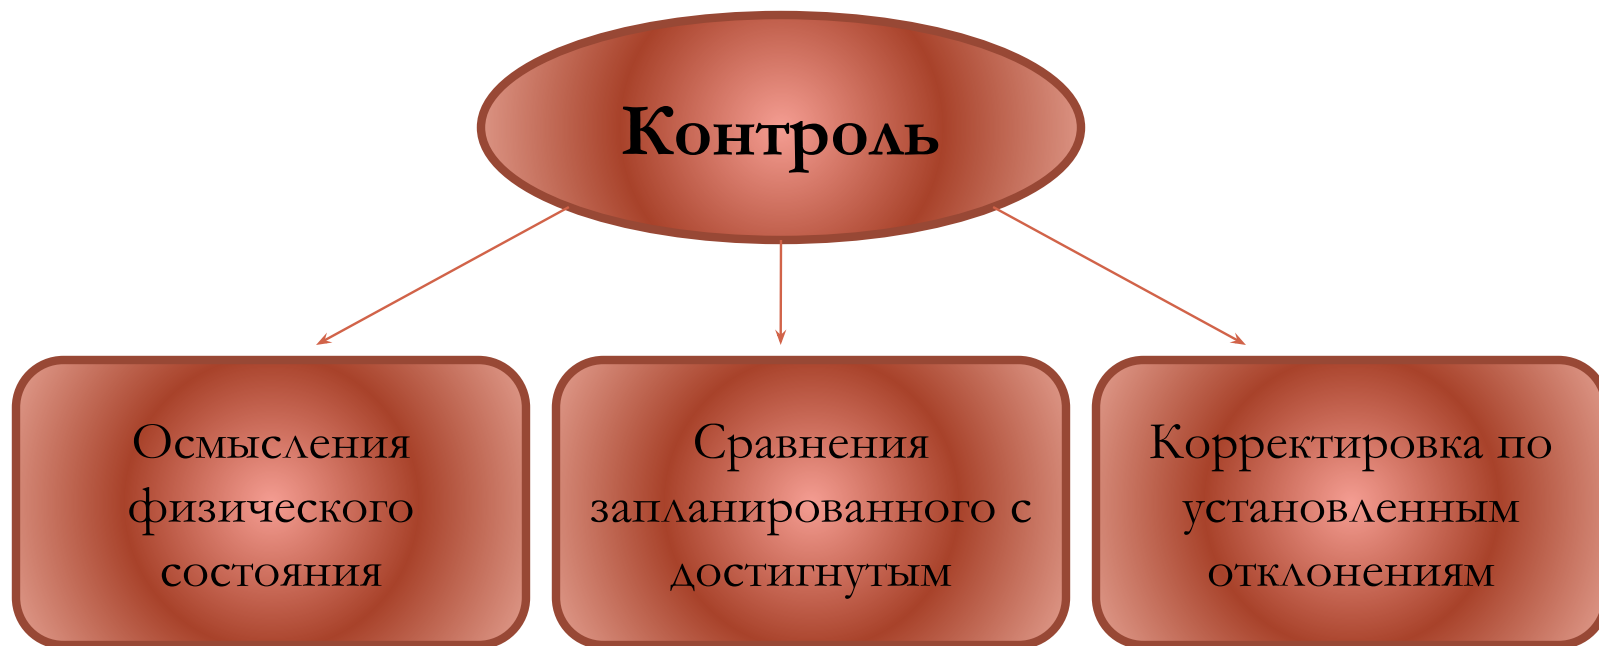 Контроль
Осмысления
физического
состояния
Сравнения
запланированного с
достигнутым
Корректировка по
установленным
отклонениям